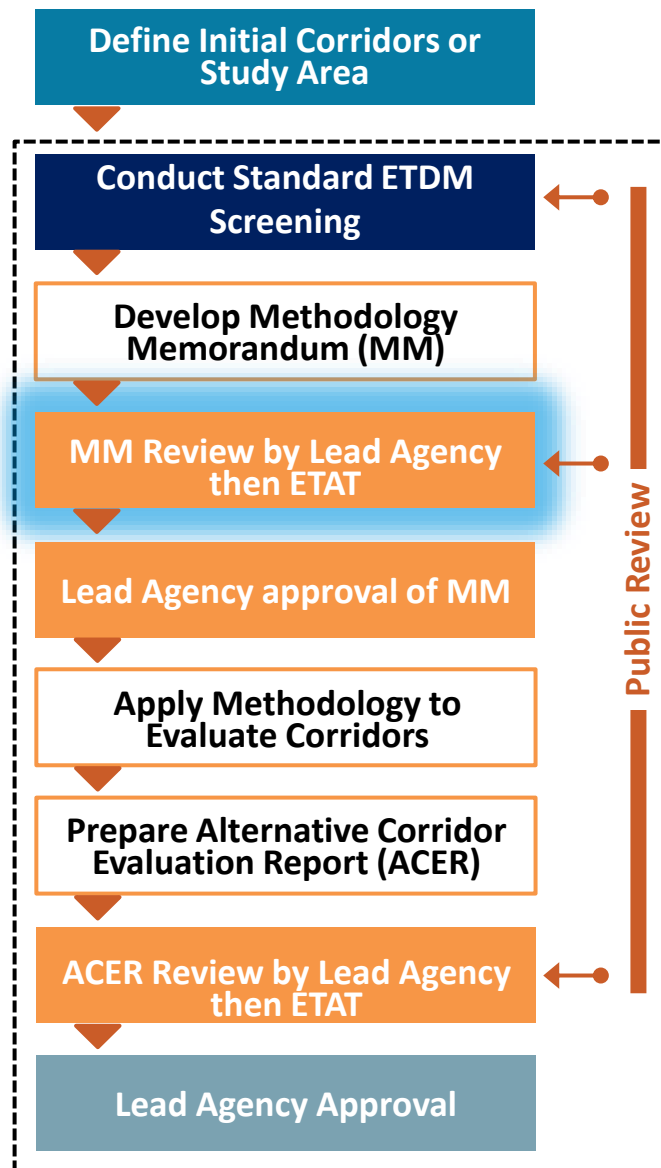 Define Initial Corridors or
Study Area
Conduct Standard ETDM
Screening
Develop Methodology
Memorandum (MM)
MM Review by Lead Agency
then ETAT
Lead Agency approval of MM
Apply Methodology to
Evaluate Corridors
Prepare Alternative Corridor
Evaluation Report (ACER)
ACER Review by Lead Agency
then ETAT
Lead Agency Approval
Public Review